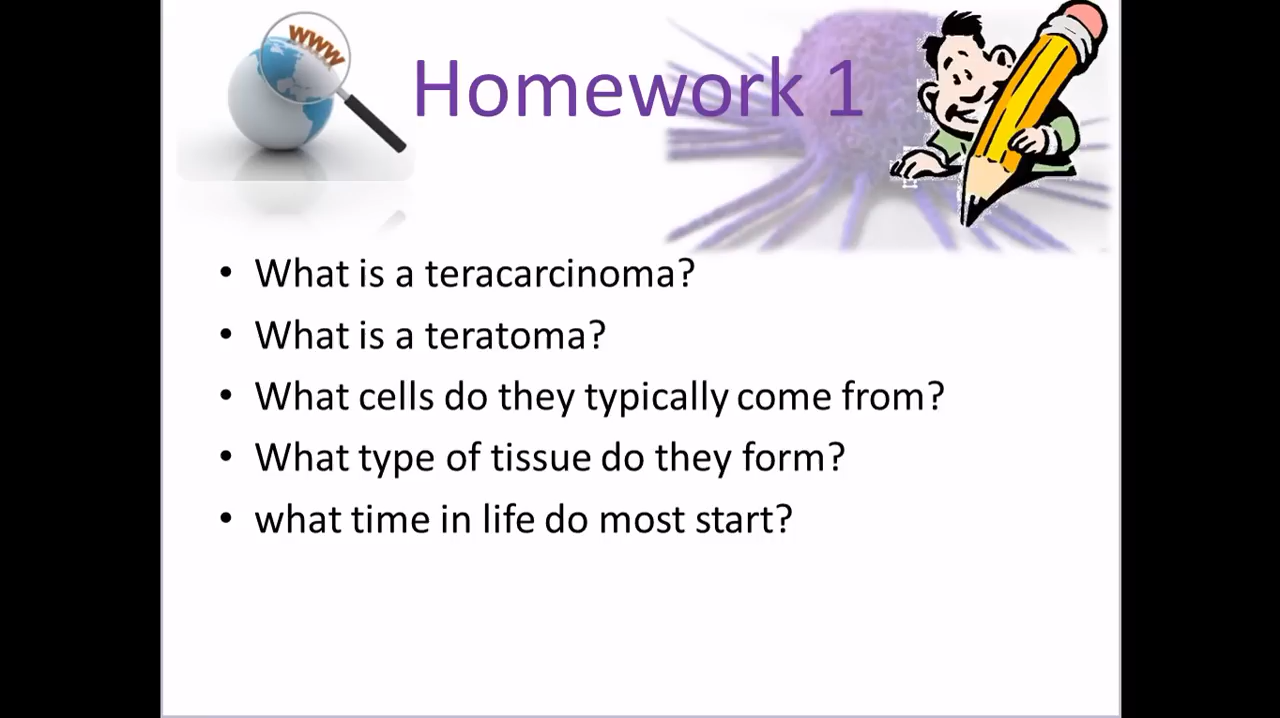 www
Homework 1
• What is a teracarcinoma?
• What is a teratoma?
• What cells do they typically come from?
• What type of tissue do they form?
• what time in life do most start?